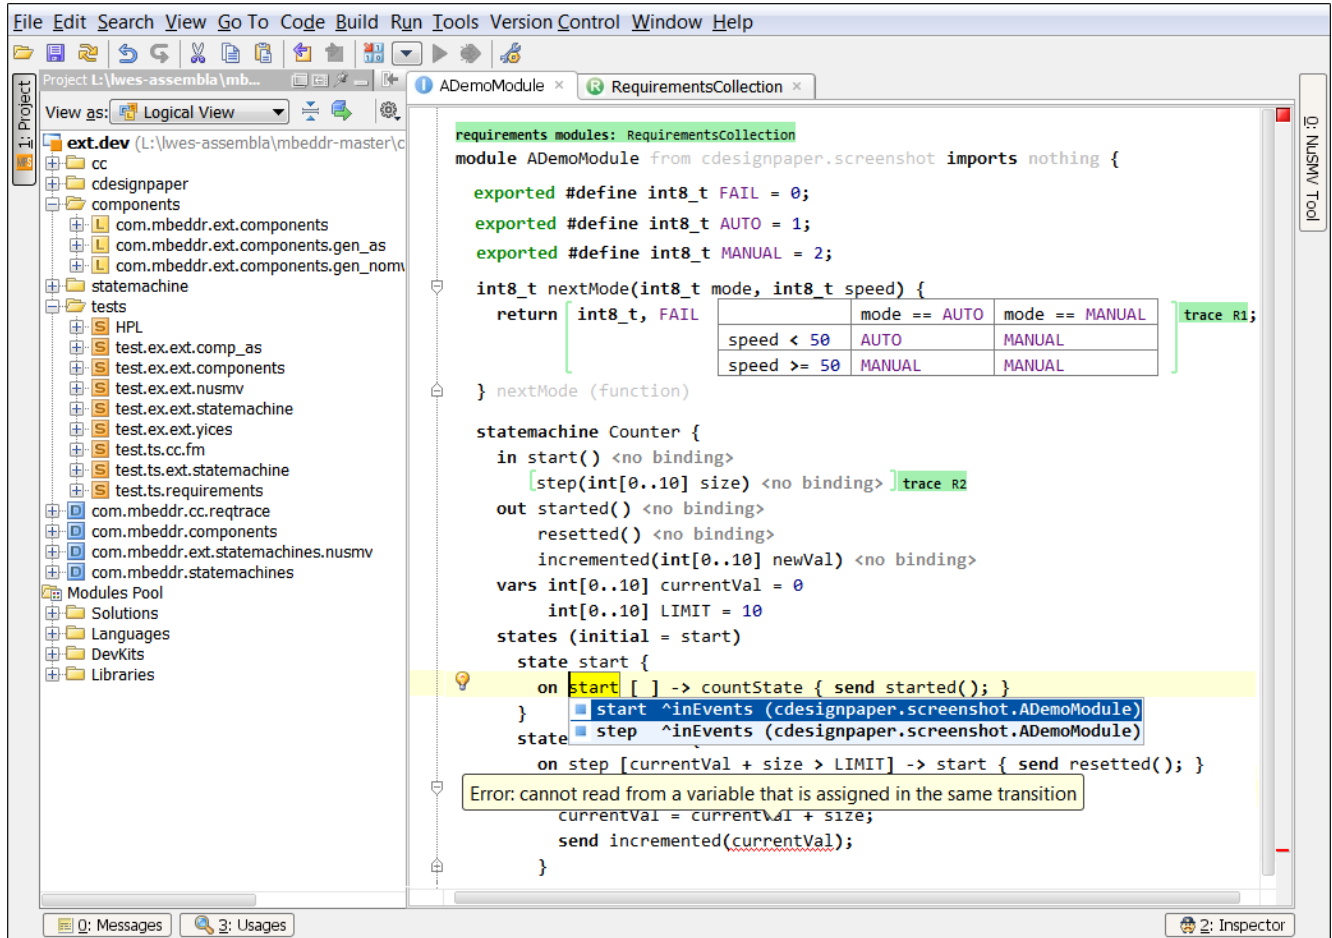 File Edit Search View Go To Code Build Run Tools Version Control Window Help
Project L:\lwes-assembla\mb...
1: Project
View as: Logical View
ext.dev (L:\lwes-assembla\mbeddr-master\c
cc
cdesignpaper
components
L com.mbeddr.ext.components
L com.mbeddr.ext.components.gen_as
L com.mbeddr.ext.components.gen_nom
statemachine
tests
S HPL
S test.ex.ext.comp_as
S test.ex.ext.components
S test.ex.ext.nusmv
S test.ex.ext.statemachine
S test.ex.ext.yices
S test.ts.cc.fm
S test.ts.ext.statemachine
S test.ts.requirements
D com.mbeddr.cc.reqtrace
D com.mbeddr.components
D com.mbeddr.ext.statemachines.nusmv
D com.mbeddr.statemachines
Modules Pool
Solutions
Languages
DevKits
Libraries
I ADemoModule × R RequirementsCollection ×
requirements modules: RequirementsCollection
module ADemoModule from cdesignpaper.screenshot imports nothing {
exported #define int8_t FAIL = 0;
exported #define int8_t AUTO = 1;
exported #define int8_t MANUAL = 2;
int8_t nextMode(int8_t mode, int8_t speed) {
return int8_t, FAIL mode == AUTO mode == MANUAL trace R1;
speed < 50 AUTO MANUAL
speed >= 50 MANUAL MANUAL
} nextMode (function)
statemachine Counter {
in start() <no binding>
step(int[0..10] size) <no binding> trace R2
out started() <no binding>
resetted() <no binding>
incremented(int[0..10] newVal) <no binding>
vars int[0..10] currentVal = 0
int[0..10] LIMIT = 10
states (initial = start)
state start {
on start [ ] -> countState { send started(); }
start ^inEvents (cdesignpaper.screenshot.ADemoModule)
}
step ^inEvents (cdesignpaper.screenshot.ADemoModule)
state
on step [currentVal + size > LIMIT] -> start { send resetted(); }
Error: cannot read from a variable that is assigned in the same transition
currentVal = currentVal + size;
send incremented(currentVal);
}
0: NuSMV Tool
0: Messages
3: Usages
2: Inspector